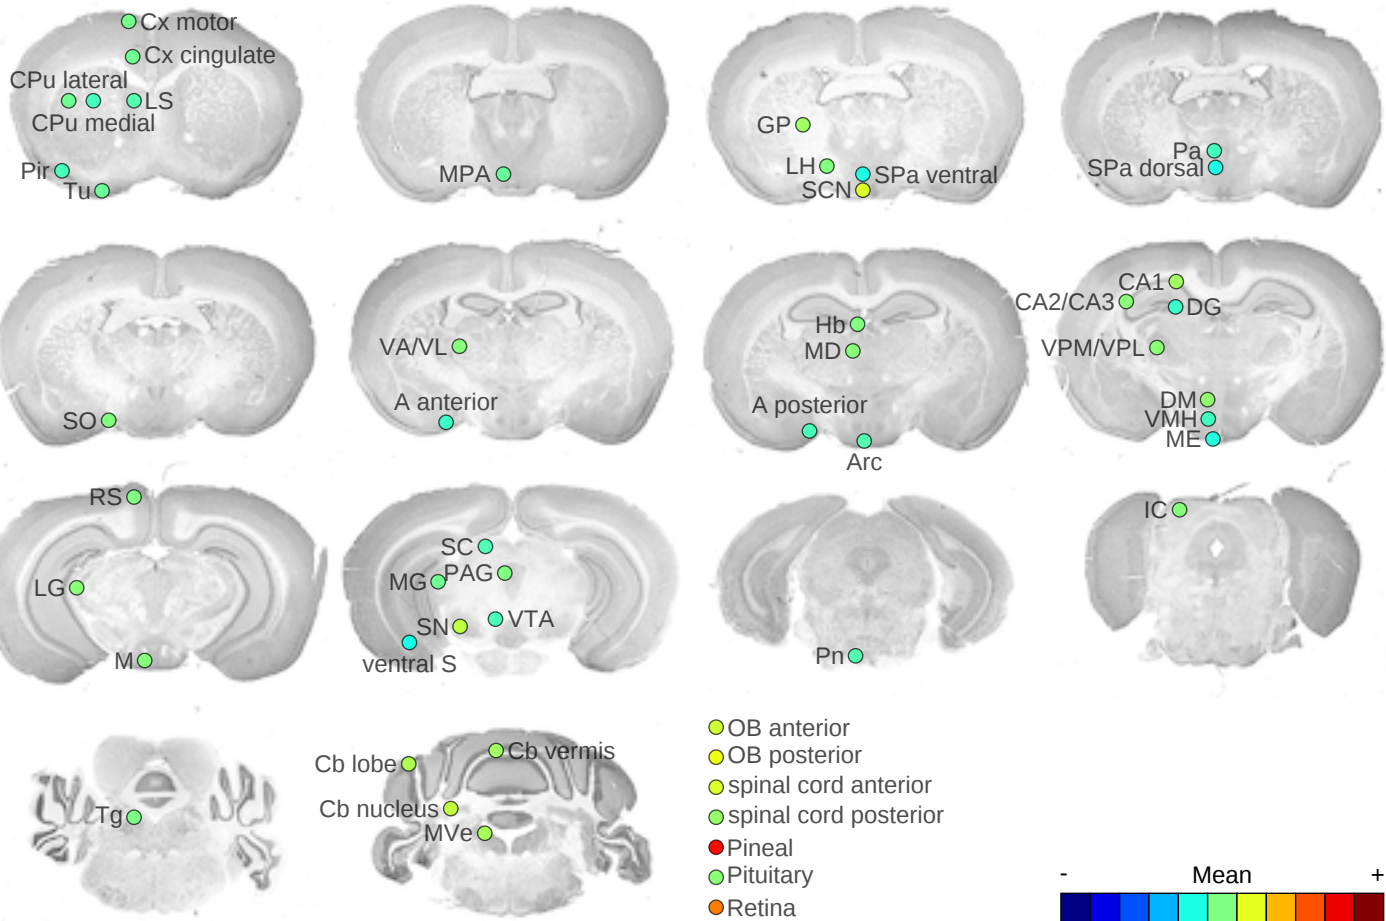 Cx motor
Cx cingulate
CPu lateral
LS
CPu medial
Pir
Tu
MPA
GP
LH
SPa ventral
SCN
Pa
SPa dorsal
SO
VA/VL
A anterior
Hb
MD
A posterior
Arc
CA1
CA2/CA3
DG
VPM/VPL
DM
VMH
ME
RS
LG
M
SC
MG
PAG
SN
VTA
ventral S
Pn
IC
Tg
Cb lobe
Cb vermis
Cb nucleus
MVe
OB anterior
OB posterior
spinal cord anterior
spinal cord posterior
Pineal
Pituitary
Retina
- Mean +